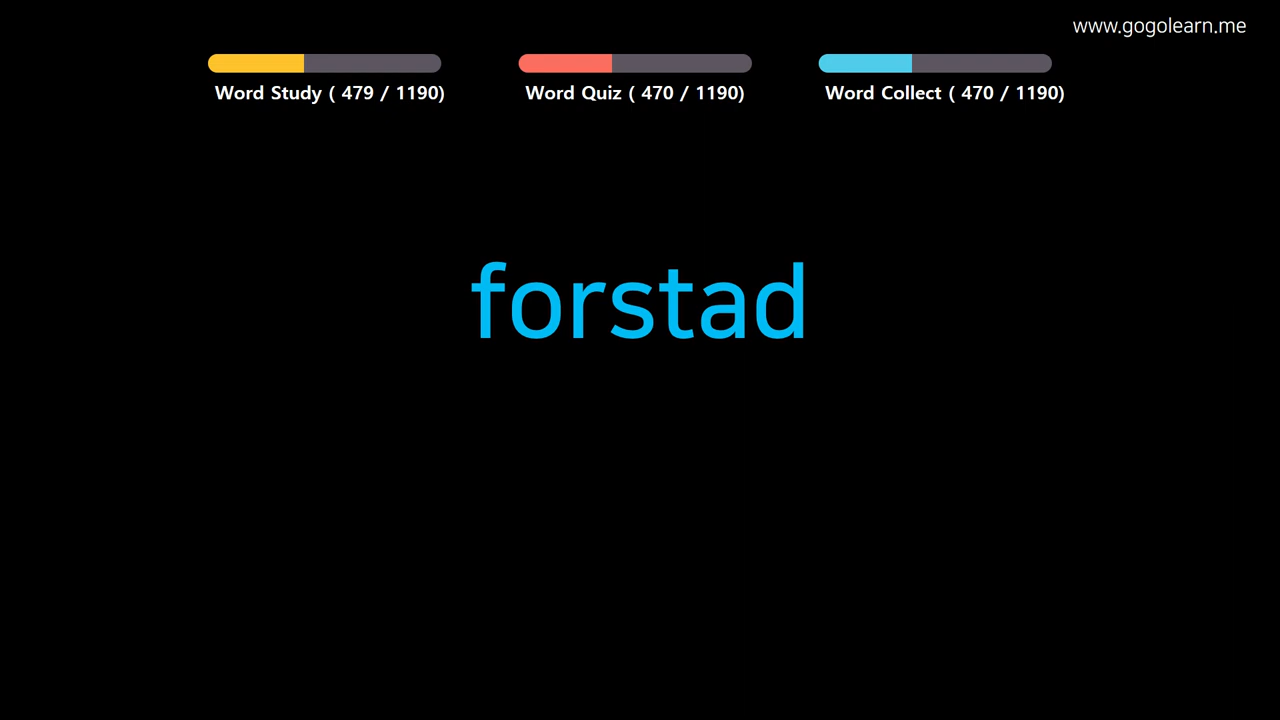 www.gogolearn.me
Word Study ( 479 / 1190)
Word Quiz ( 470 / 1190)
Word Collect ( 470 / 1190)
forstad